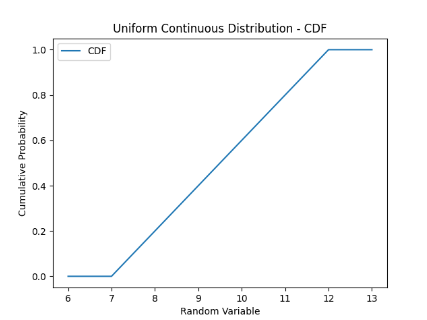 Uniform Continuous Distribution - CDF
CDF
1.0
0.8
0.6
0.4
0.2
0.0
Cumulative Probability
6 7 8 9 10 11 12 13
Random Variable